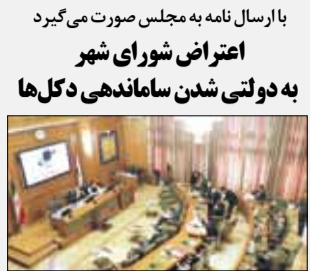 با ارسال نامه به مجلس صورت می‌گیرد
اعتراض شورای شهر
به دولتی شدن ساماندهی دکل‌ها